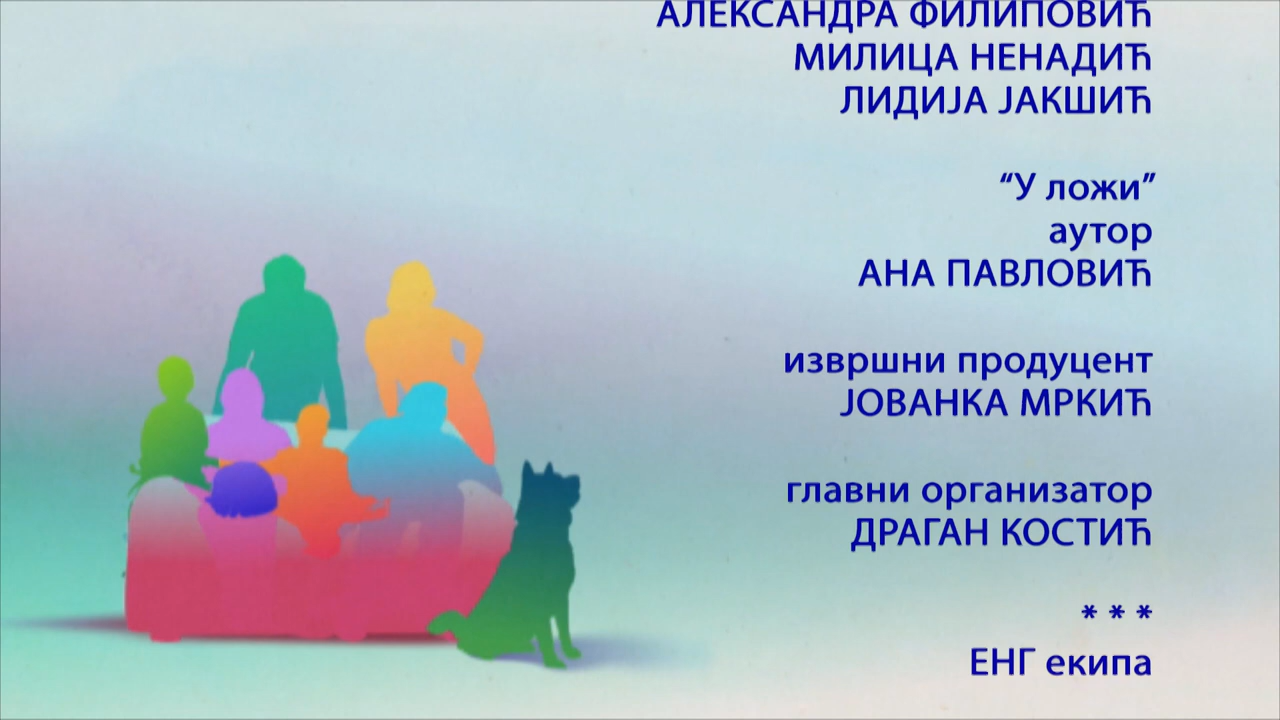 АЛЕКСАНДРА ФИЛИПОВИЋ
МИЛИЦА НЕНАДИЋ
ЛИДИЈА ЈАКШИЋ
“У ложи”
аутор
АНА ПАВЛОВИЋ
извршни продуцент
ЈОВАНКА МРКИЋ
главни организатор
ДРАГАН КОСТИЋ
* * *
ЕНГ екипа